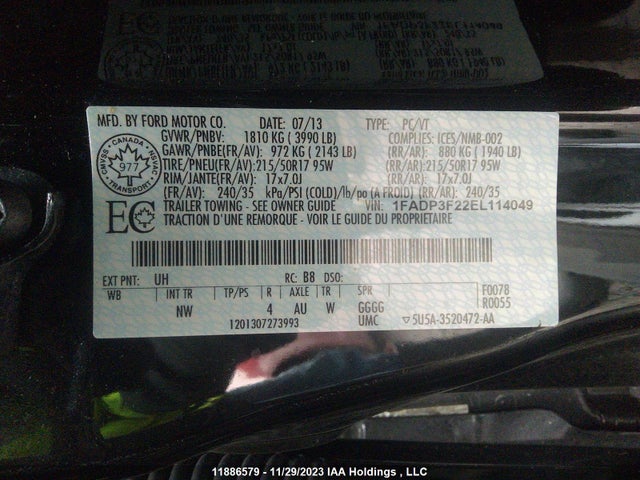 MFD. BY FORD MOTOR CO. DATE: 07/13 TYPE: PC/VT
GVWR/PNBV: 1810 KG ( 3990 LB) COMPLIES: ICES/NMB-002
GAWR/PNBE(FR/AV): 972 KG ( 2143 LB) (RR/AR): 880 KG ( 1940 LB)
TIRE/PNEU(FR/AV):215/50R17 95W (RR/AR):215/50R17 95W
RIM/JANTE(FR/AV): 17x7.0J (RR/AR): 17x7.0J
(FR/AV): 240/35 kPa/PSI (COLD)/lb/po (A FROID) (RR/AR): 240/35
TRAILER TOWING - SEE OWNER GUIDE VIN: 1FADP3F22EL114049
TRACTION D'UNE REMORQUE - VOIR LE GUIDE DU PROPRIETAIRE
CANADA
CMVSS NSVAC
977
TRANSPORT
EC
EXT PNT: UH RC: B8 DSO:
WB INT TR TP/PS R AXLE TR SPR F0078
NW 4 AU W GGGG R0055
1201307273993 UMC ▽5U5A-3520472-AA
11886579 - 11/29/2023 IAA Holdings , LLC